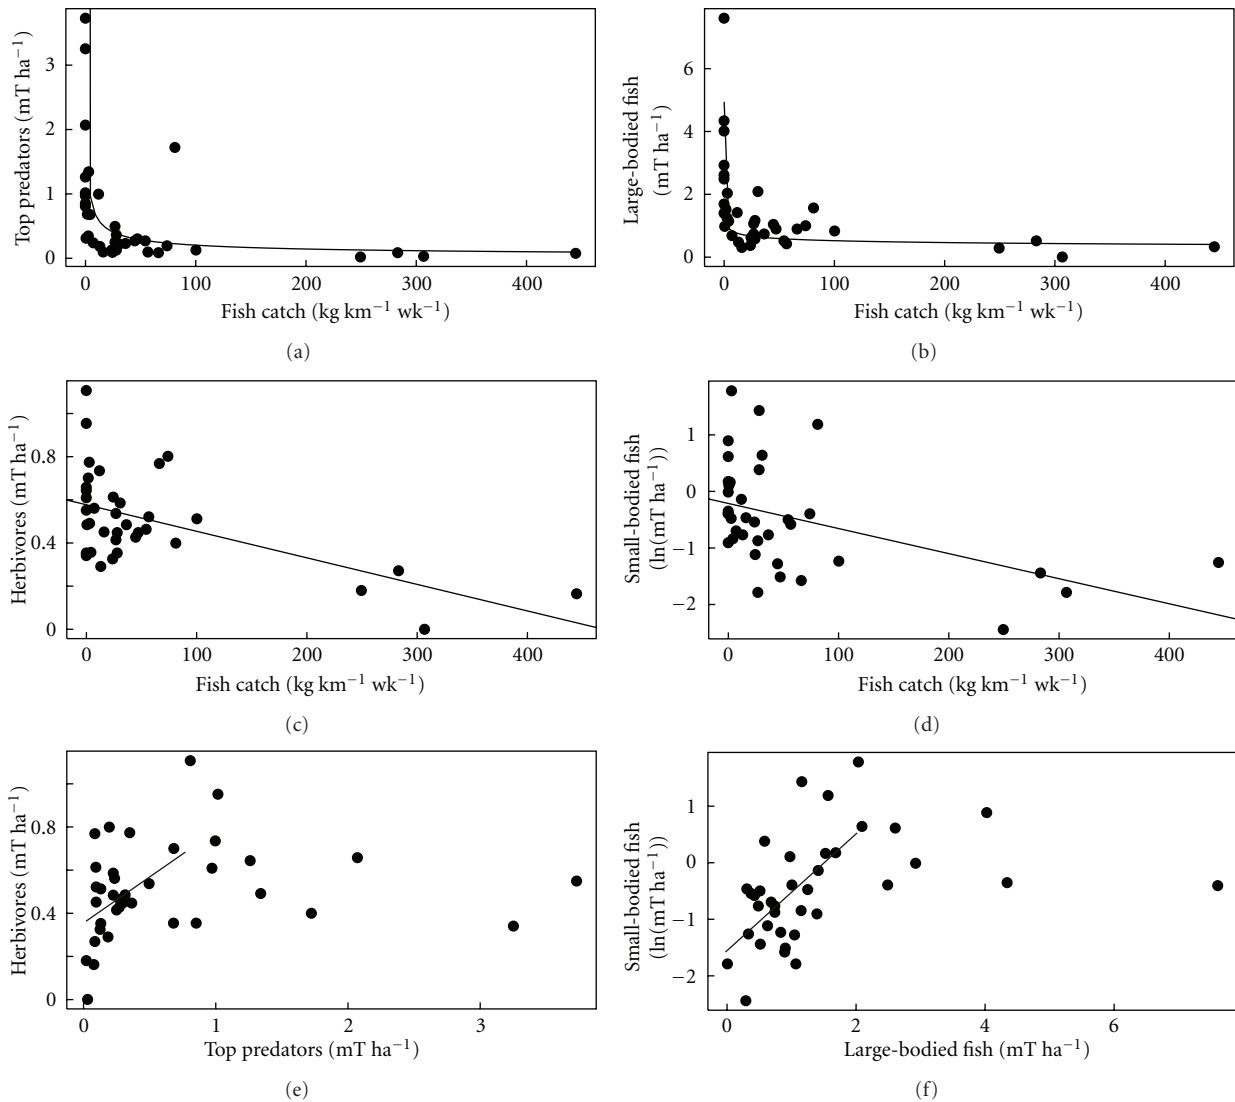 Top predators (mT ha⁻¹)
3
2
1
0
0 100 200 300 400
Fish catch (kg km⁻¹ wk⁻¹)
(a)
Large-bodied fish
(mT ha⁻¹)
6
4
2
0
0 100 200 300 400
Fish catch (kg km⁻¹ wk⁻¹)
(b)
Herbivores (mT ha⁻¹)
0.8
0.4
0
0 100 200 300 400
Fish catch (kg km⁻¹ wk⁻¹)
(c)
Small-bodied fish
(ln(mT ha⁻¹))
1
0
−1
−2
0 100 200 300 400
Fish catch (kg km⁻¹ wk⁻¹)
(d)
Herbivores (mT ha⁻¹)
0.8
0.4
0
0 1 2 3
Top predators (mT ha⁻¹)
(e)
Small-bodied fish
(ln(mT ha⁻¹))
1
0
−1
−2
0 2 4 6
Large-bodied fish (mT ha⁻¹)
(f)